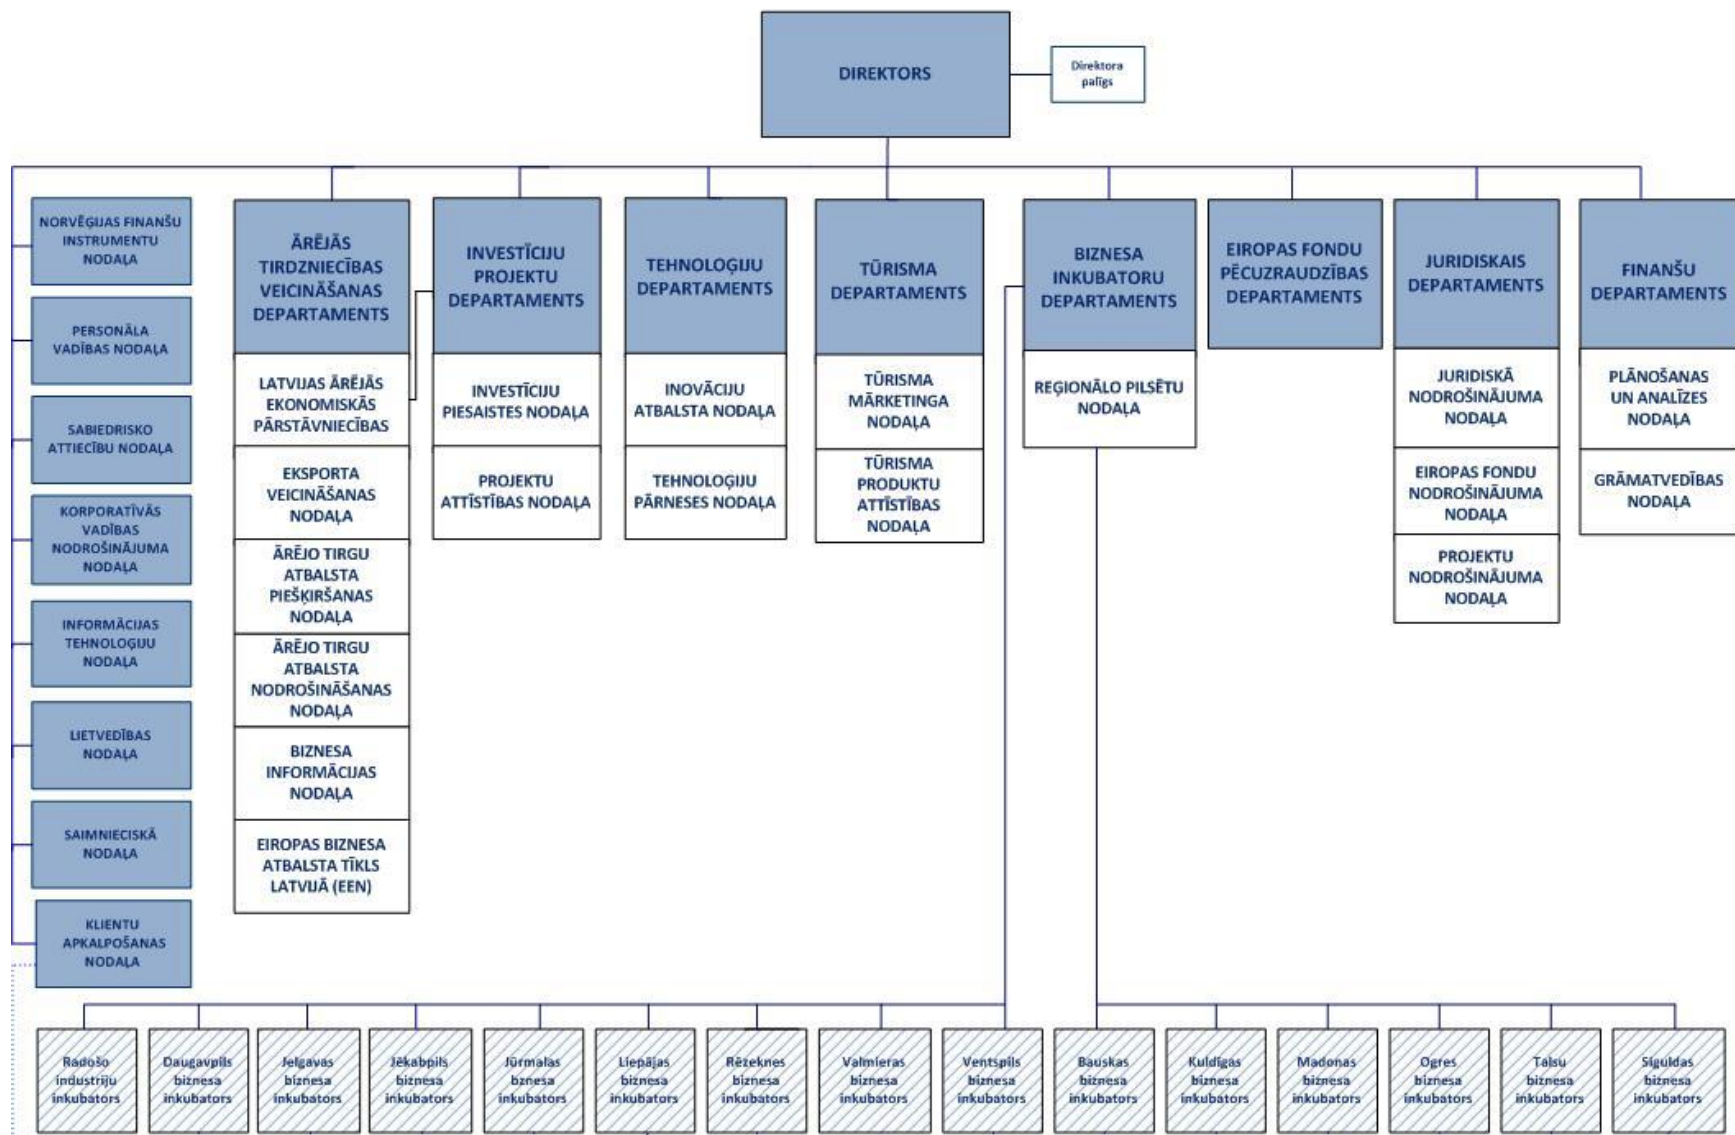 DIREKTORS
Direktora
palīgs
NORVĒĢIJAS FINANŠU
INSTRUMENTU
NODAĻA
PERSONĀLA
VADĪBAS NODAĻA
SABIEDRISKO
ATTIECĪBU NODAĻA
KORPORATĪVĀS
VADĪBAS
NODROŠINĀJUMA
NODAĻA
INFORMĀCIJAS
TEHNOLOĢIJU
NODAĻA
LIETVEDĪBAS
NODAĻA
SAIMNIECISKĀ
NODAĻA
KLIENTU
APKALPOŠANAS
NODAĻA
ĀRĒJĀS
TIRDZNIECĪBAS
VEICINĀŠANAS
DEPARTAMENTS
LATVIJAS ĀRĒJĀS
EKONOMISKĀS
PĀRSTĀVNIECĪBAS
EKSPORTA
VEICINĀŠANAS
NODAĻA
ĀRĒJO TIRGU
ATBALSTA
PIEŠĶIRŠANAS
NODAĻA
ĀRĒJO TIRGU
ATBALSTA
NODROŠINĀŠANAS
NODAĻA
BIZNESA
INFORMĀCIJAS
NODAĻA
EIROPAS BIZNESA
ATBALSTA TĪKLS
LATVIJĀ (EEN)
INVESTĪCIJU
PROJEKTU
DEPARTAMENTS
INVESTĪCIJU
PIESAISTES NODAĻA
PROJEKTU
ATTĪSTĪBAS NODAĻA
TEHNOLOĢIJU
DEPARTAMENTS
INOVĀCIJU
ATBALSTA NODAĻA
TEHNOLOĢIJU
PĀRNESES NODAĻA
TŪRISMA
DEPARTAMENTS
TŪRISMA
MĀRKETINGA
NODAĻA
TŪRISMA
PRODUKTU
ATTĪSTĪBAS
NODAĻA
BIZNESA
INKUBATORU
DEPARTAMENTS
REĢIONĀLO PILSĒTU
NODAĻA
EIROPAS FONDU
PĒCUZRAUDZĪBAS
DEPARTAMENTS
JURIDISKAIS
DEPARTAMENTS
JURIDISKĀ
NODROŠINĀJUMA
NODAĻA
EIROPAS FONDU
NODROŠINĀJUMA
NODAĻA
PROJEKTU
NODROŠINĀJUMA
NODAĻA
FINANŠU
DEPARTAMENTS
PLĀNOŠANAS
UN ANALĪZES
NODAĻA
GRĀMATVEDĪBAS
NODAĻA
Radošo
industriju
inkubators
Daugavpils
biznesa
inkubators
Jelgavas
biznesa
inkubators
Jēkabpils
biznesa
inkubators
Jūrmalas
bznesa
inkubators
Liepājas
biznesa
inkubators
Rēzeknes
biznesa
inkubators
Valmieras
biznesa
inkubators
Ventspils
biznesa
inkubators
Bauskas
biznesa
inkubators
Kuldīgas
biznesa
inkubators
Madonas
biznesa
inkubators
Ogres
biznesa
inkubators
Talsu
biznesa
inkubators
Siguldas
biznesa
inkubators